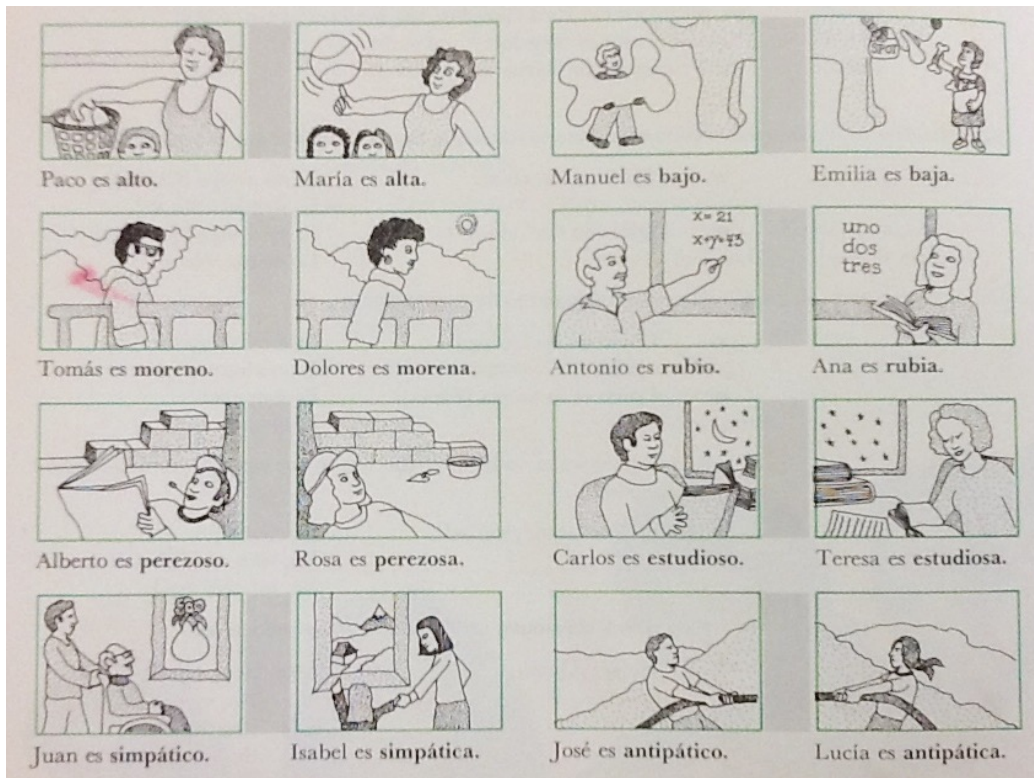 SPOT
Paco es alto.
María es alta.
Manuel es bajo.
Emilia es baja.
x= 21
x+y=73
uno
dos
tres
Tomás es moreno.
Dolores es morena.
Antonio es rubio.
Ana es rubia.
Alberto es perezoso.
Rosa es perezosa.
Carlos es estudioso.
Teresa es estudiosa.
Juan es simpático.
Isabel es simpática.
José es antipático.
Lucía es antipática.